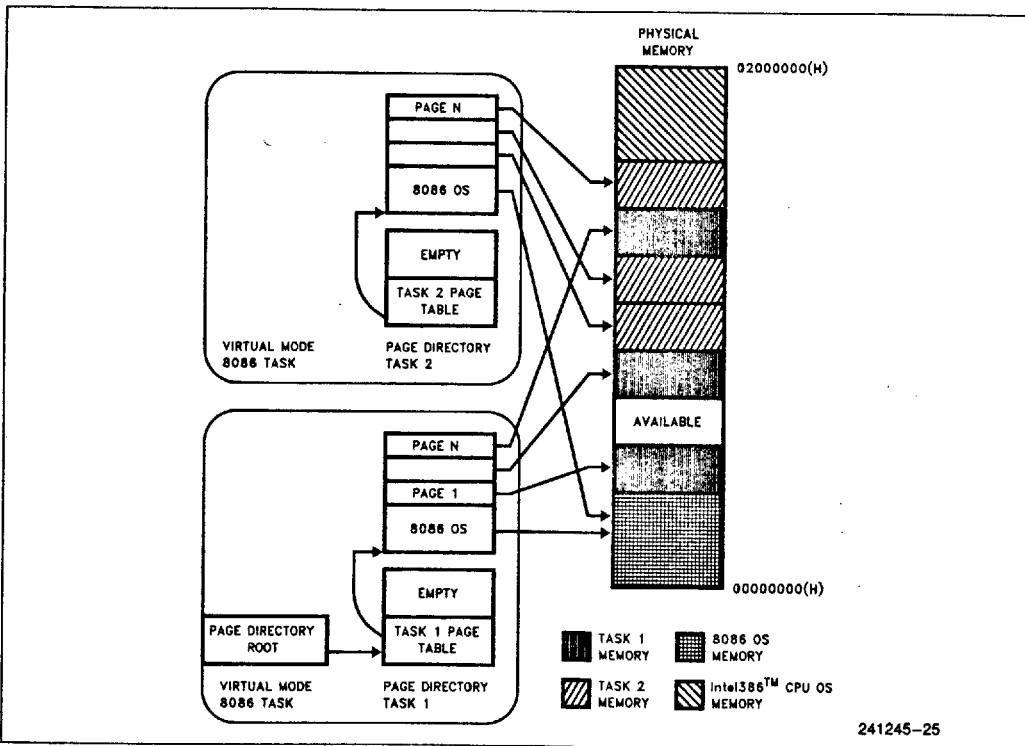 PHYSICAL
MEMORY
02000000(H)
PAGE N
8086 OS
EMPTY
TASK 2 PAGE
TABLE
VIRTUAL MODE
8086 TASK
PAGE DIRECTORY
TASK 2
AVAILABLE
PAGE N
PAGE 1
8086 OS
EMPTY
TASK 1 PAGE
TABLE
PAGE DIRECTORY
ROOT
VIRTUAL MODE
8086 TASK
PAGE DIRECTORY
TASK 1
00000000(H)
TASK 1
MEMORY
8086 OS
MEMORY
TASK 2
MEMORY
Intel386™ CPU OS
MEMORY
241245-25